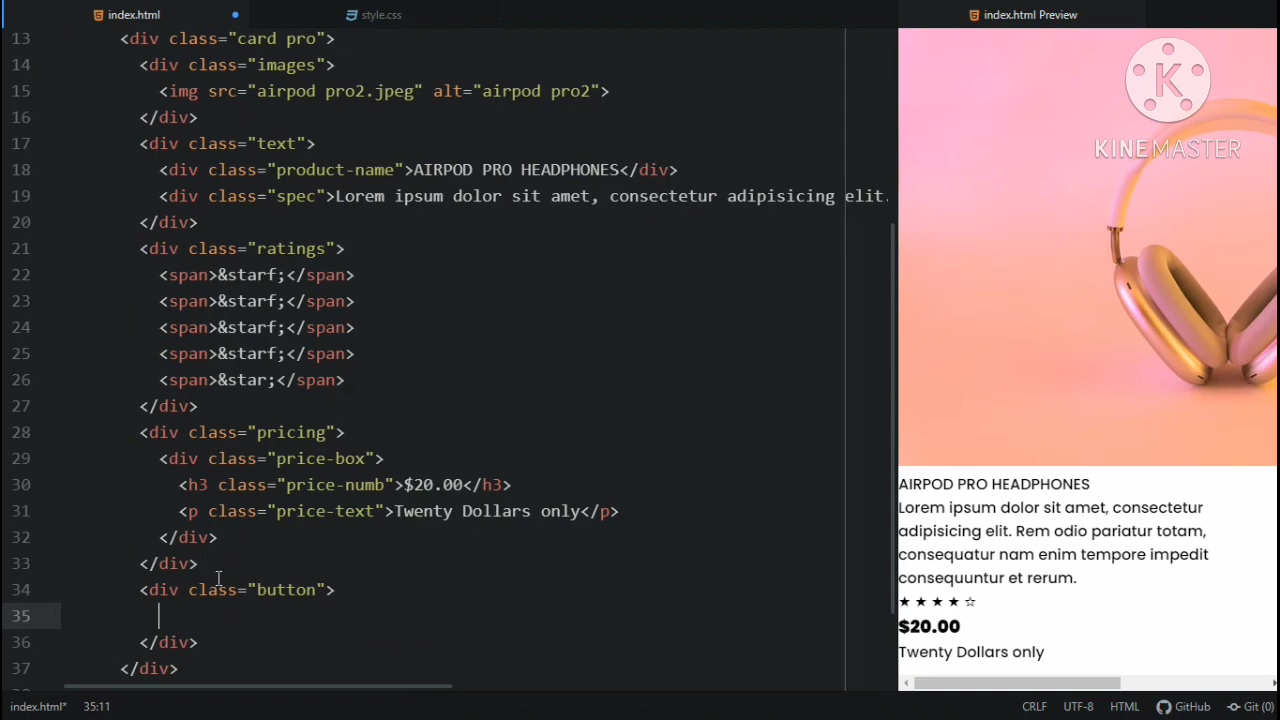 index.html
style.css
index.html Preview
13 <div class="card pro">
14 <div class="images">
15 <img src="airpod pro2.jpeg" alt="airpod pro2">
16 </div>
17 <div class="text">
18 <div class="product-name">AIRPOD PRO HEADPHONES</div>
19 <div class="spec">Lorem ipsum dolor sit amet, consectetur adipisicing elit.
20 </div>
21 <div class="ratings">
22 <span>&starf;</span>
23 <span>&starf;</span>
24 <span>&starf;</span>
25 <span>&starf;</span>
26 <span>&star;</span>
27 </div>
28 <div class="pricing">
29 <div class="price-box">
30 <h3 class="price-numb">$20.00</h3>
31 <p class="price-text">Twenty Dollars only</p>
32 </div>
33 </div>
34 <div class="button">
35
36 </div>
37 </div>
K
KINEMASTER
AIRPOD PRO HEADPHONES
Lorem ipsum dolor sit amet, consectetur
adipisicing elit. Rem odio pariatur totam,
consequatur nam enim tempore impedit
consequuntur et rerum.
★ ★ ★ ★ ☆
$20.00
Twenty Dollars only
index.html* 35:11 CRLF UTF-8 HTML GitHub Git (0)